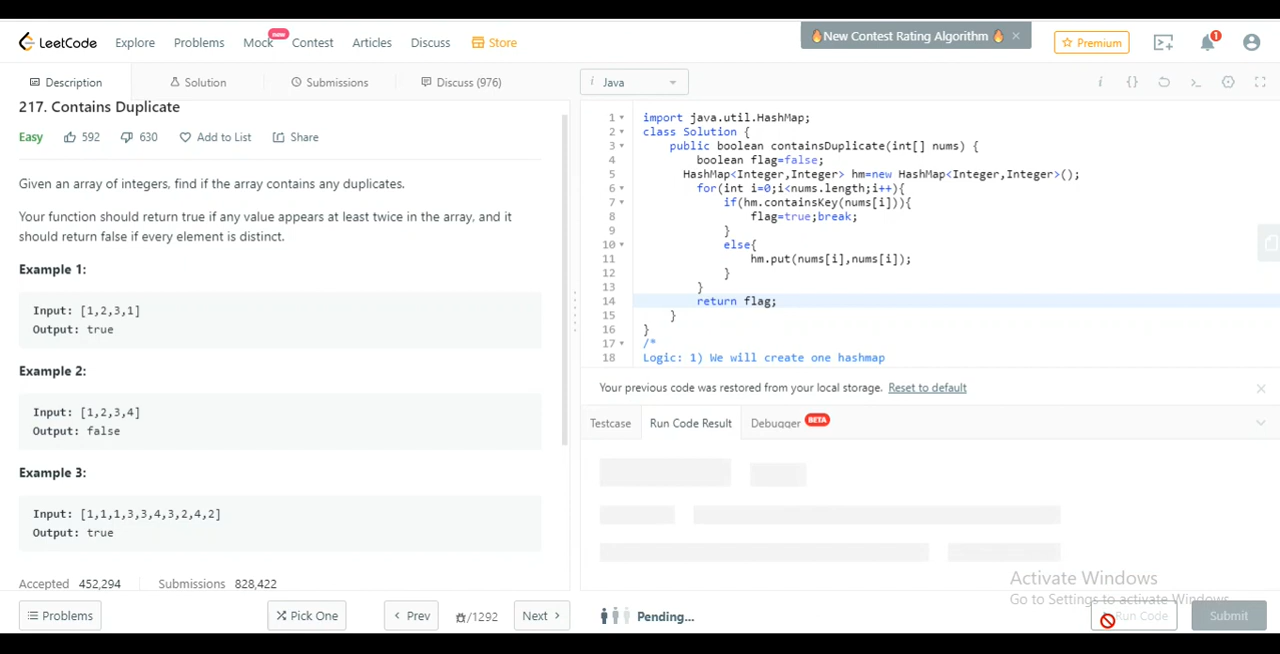 LeetCode
Explore
Problems
Mock
new
Contest
Articles
Discuss
Store
🔥New Contest Rating Algorithm 🔥 ×
Premium
1
Description
Solution
Submissions
Discuss (976)
i Java
217. Contains Duplicate
Easy
592
630
Add to List
Share
Given an array of integers, find if the array contains any duplicates.
Your function should return true if any value appears at least twice in the array, and it
should return false if every element is distinct.
Example 1:
Input: [1,2,3,1]
Output: true
Example 2:
Input: [1,2,3,4]
Output: false
Example 3:
Input: [1,1,1,3,3,4,3,2,4,2]
Output: true
Accepted 452,294
Submissions 828,422
Problems
Pick One
Prev
/1292
Next
1 import java.util.HashMap;
2 class Solution {
3 public boolean containsDuplicate(int[] nums) {
4 boolean flag=false;
5 HashMap<Integer,Integer> hm=new HashMap<Integer,Integer>();
6 for(int i=0;i<nums.length;i++){
7 if(hm.containsKey(nums[i])){
8 flag=true;break;
9 }
10 else{
11 hm.put(nums[i],nums[i]);
12 }
13 }
14 return flag;
15 }
16 }
17 /*
18 Logic: 1) We will create one hashmap
Your previous code was restored from your local storage. Reset to default
Testcase
Run Code Result
Debugger
BETA
Activate Windows
Go to Settings to activate Windows.
Pending...
Run Code
Submit